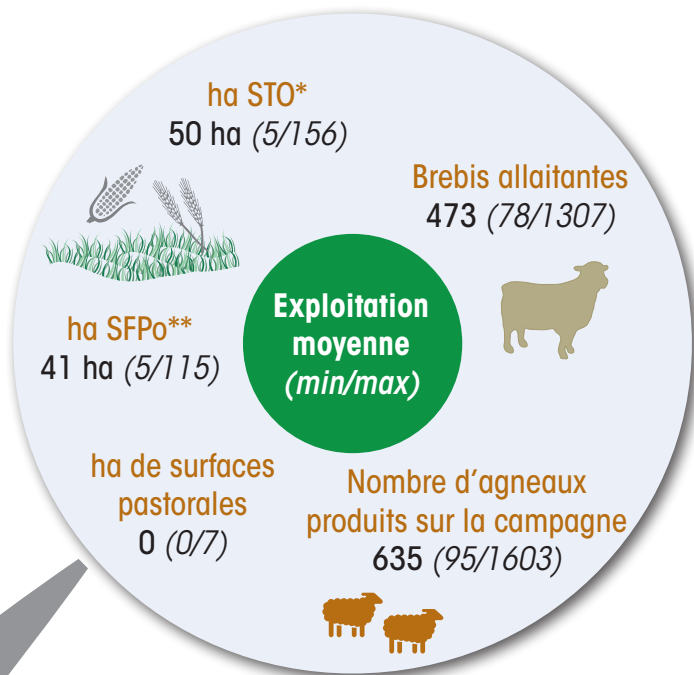 ha STO*
50 ha (5/156)
Brebis allaitantes
473 (78/1307)
Exploitation
moyenne
(min/max)
ha SFPo**
41 ha (5/115)
ha de surfaces
pastorales
0 (0/7)
Nombre d’agneaux
produits sur la campagne
635 (95/1603)